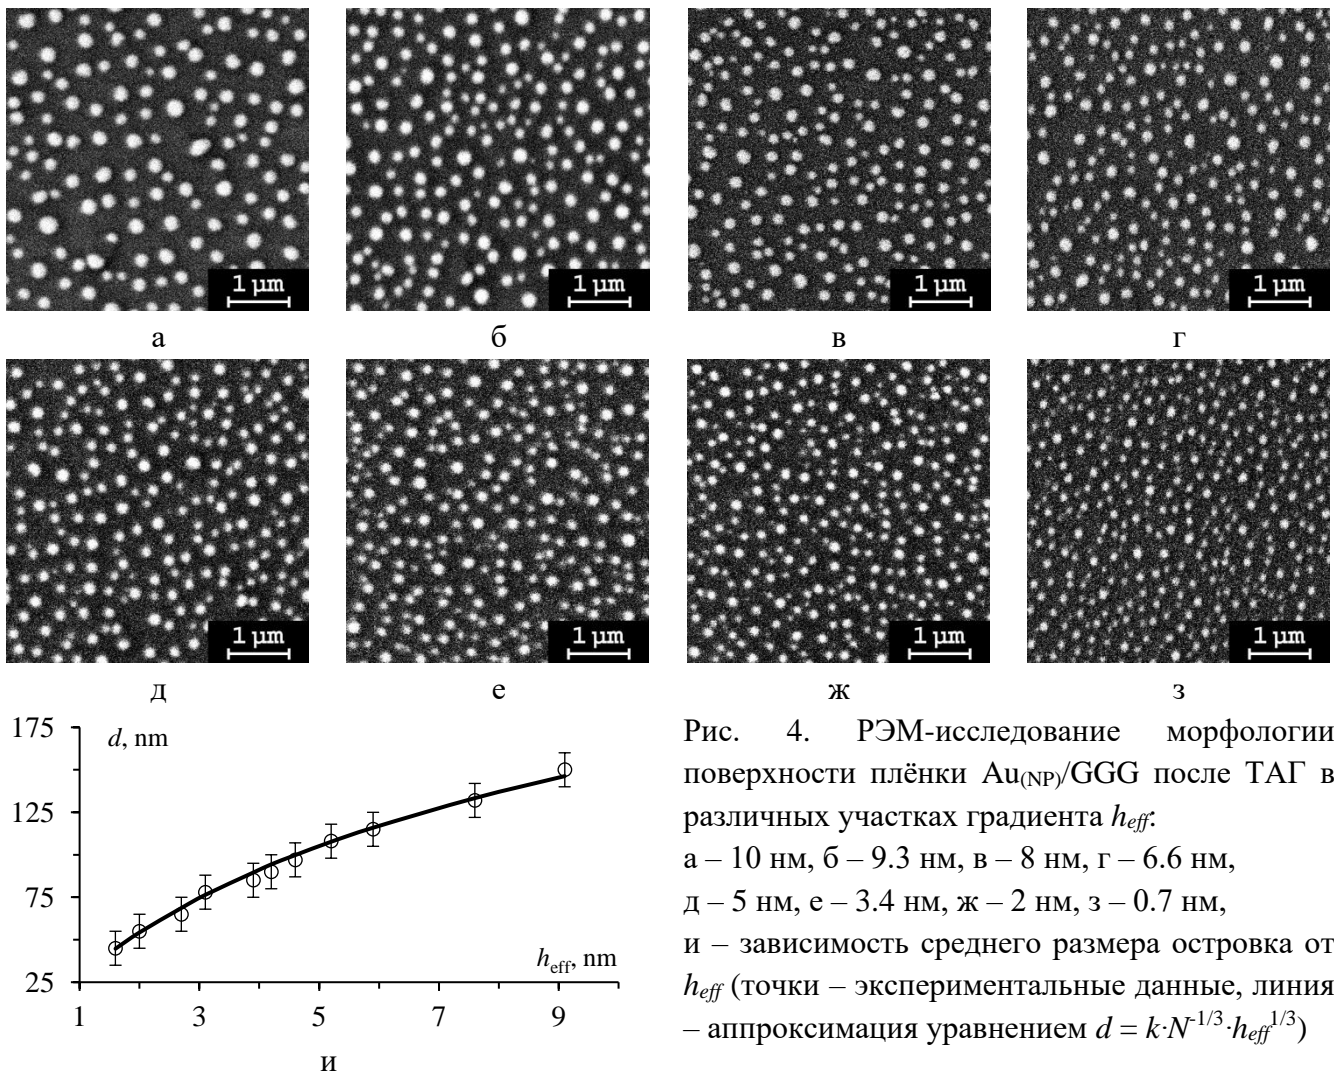 1 µm
1 µm
1 µm
1 µm
а
б
в
г
1 µm
1 µm
1 µm
1 µm
д
е
ж
з
175
d, nm
125
75
25
h_eff, nm
1
3
5
7
9
и
Рис. 4. РЭМ-исследование морфологии
поверхности плёнки Au(NP)/GGG после ТАГ в
различных участках градиента heff:
а – 10 нм, б – 9.3 нм, в – 8 нм, г – 6.6 нм,
д – 5 нм, е – 3.4 нм, ж – 2 нм, з – 0.7 нм,
и – зависимость среднего размера островка от
heff (точки – экспериментальные данные, линия
– аппроксимация уравнением d = k·N^-1/3·heff^1/3)